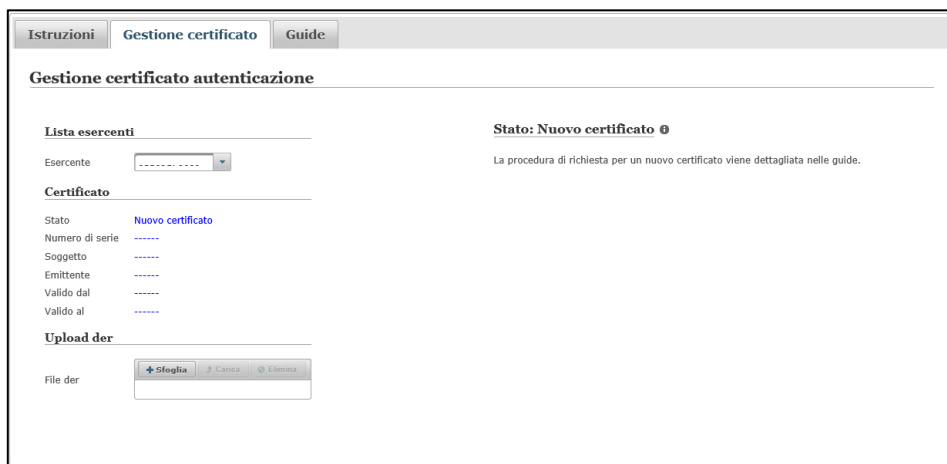 Istruzioni
Gestione certificato
Guide
Gestione certificato autenticazione
Lista esercenti
Esercente
Certificato
Stato Nuovo certificato
Numero di serie ------
Soggetto ------
Emittente ------
Valido dal ------
Valido al ------
Upload der
File der
Sfoglia
Carica
Elimina
Stato: Nuovo certificato
La procedura di richiesta per un nuovo certificato viene dettagliata nelle guide.